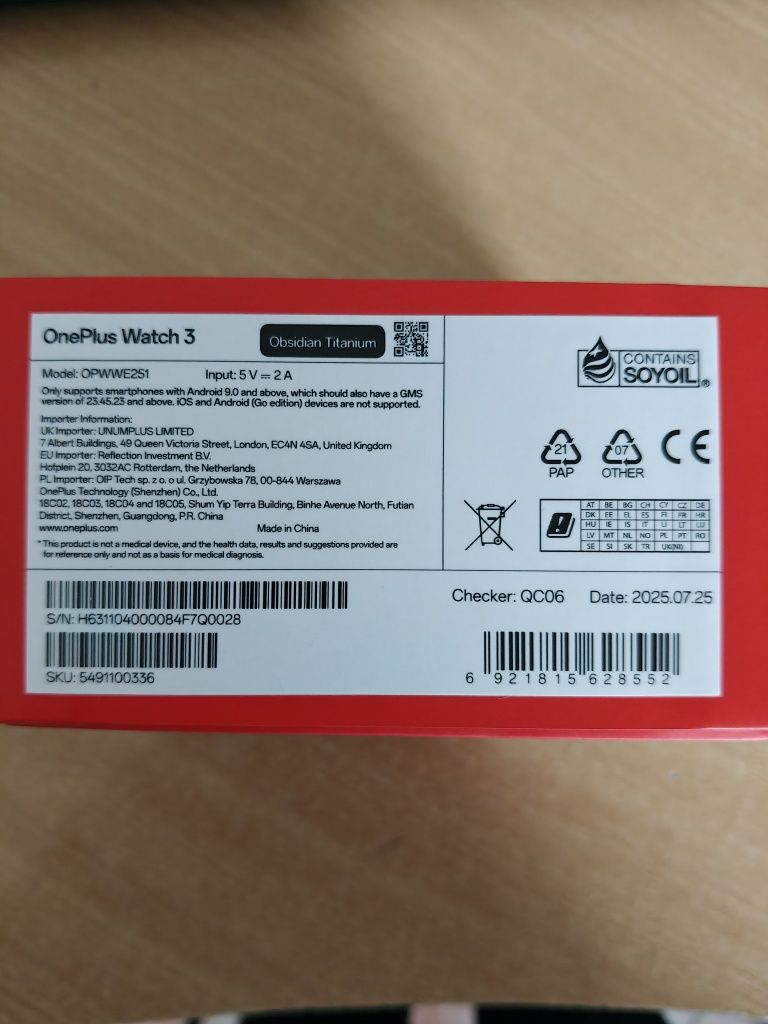 OnePlus Watch 3
Obsidian Titanium
Model: OPWWE251 Input: 5 V ⎓ 2 A
Only supports smartphones with Android 9.0 and above, which should also have a GMS
version of 23.45.23 and above. iOS and Android (Go edition) devices are not supported.
Importer Information:
UK Importer: UNUMPLUS LIMITED
7 Albert Buildings, 49 Queen Victoria Street, London, EC4N 4SA, United Kingdom
EU Importer: Reflection Investment B.V.
Hofplein 20, 3032AC Rotterdam, the Netherlands
PL Importer: OIP Tech sp. z o. o ul. Grzybowska 78, 00-844 Warszawa
OnePlus Technology (Shenzhen) Co., Ltd.
18C02, 18C03, 18C04 and 18C05, Shum Yip Terra Building, Binhe Avenue North, Futian
District, Shenzhen, Guangdong, P.R. China
www.oneplus.com Made in China
*This product is not a medical device, and the health data, results and suggestions provided are
for reference only and not as a basis for medical diagnosis.
CONTAINS
SOYOIL®
21
PAP
07
OTHER
CE
AT BE BG CH CY CZ DE
DK EE EL ES FI FR HR
HU IE IS IT LI LT LU
LV MT NL NO PL PT RO
SE SI SK TR UK(NI)
S/N: H631104000084F7Q0028
SKU: 5491100336
Checker: QC06 Date: 2025.07.25
6 921815 628552